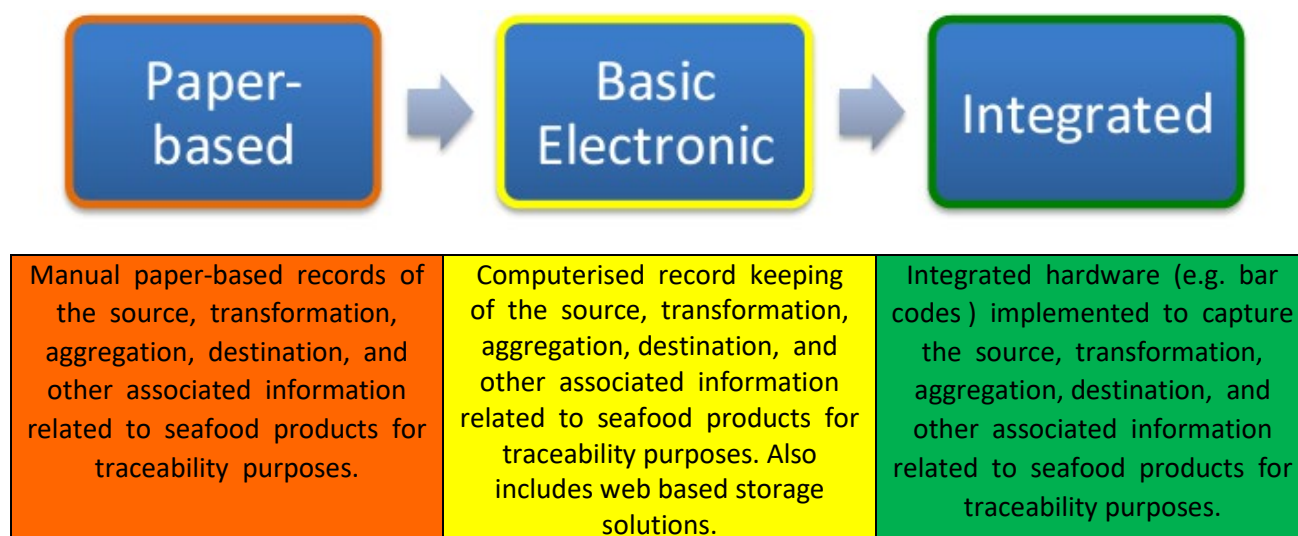 Paper-
based
Basic
Electronic
Integrated
Manual paper-based records of
the source, transformation,
aggregation, destination, and
other associated information
related to seafood products for
traceability purposes.
Computerised record keeping
of the source, transformation,
aggregation, destination, and
other associated information
related to seafood products for
traceability purposes. Also
includes web based storage
solutions.
Integrated hardware (e.g. bar
codes ) implemented to capture
the source, transformation,
aggregation, destination, and
other associated information
related to seafood products for
traceability purposes.